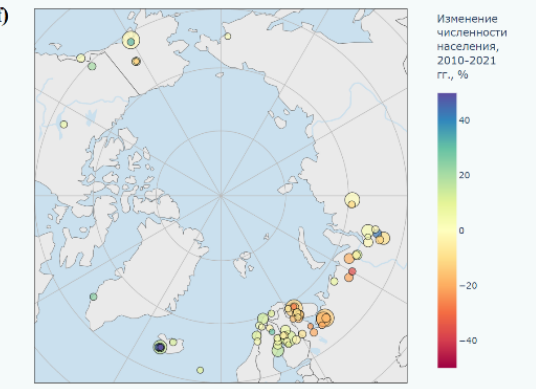 f)
Изменение
численности
населения,
2010-2021
гг., %
40
20
0
−20
−40